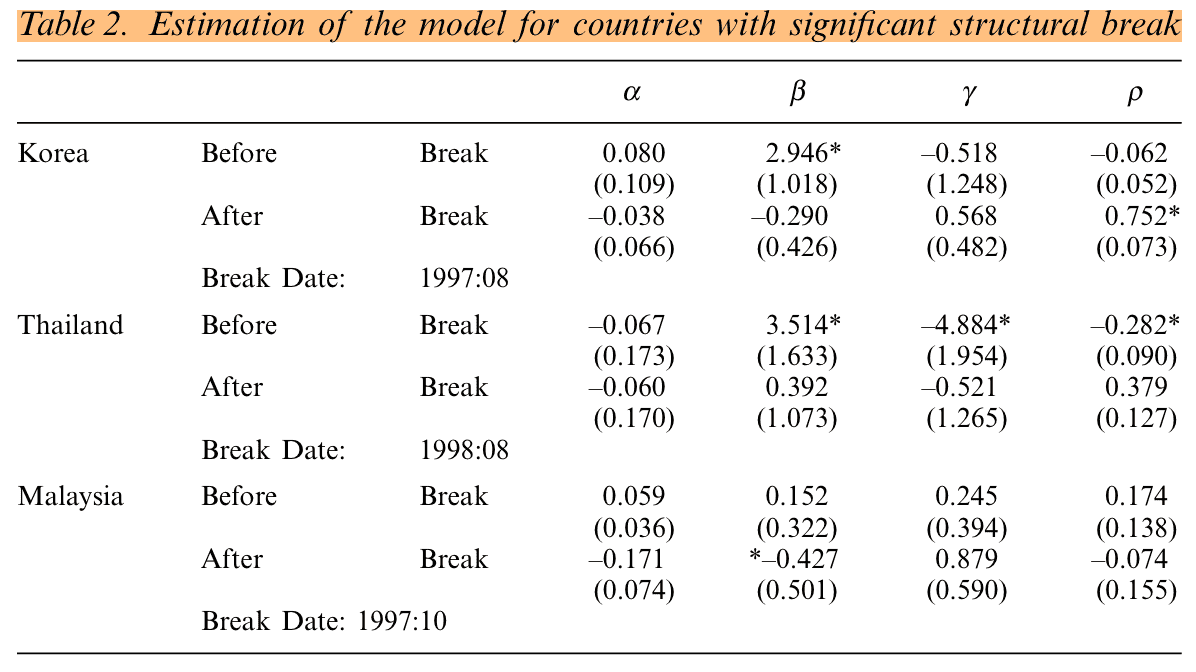 Table 2. Estimation of the model for countries with significant structural break
α β γ ρ
Korea Before Break 0.080 2.946* –0.518 –0.062
(0.109) (1.018) (1.248) (0.052)
After Break –0.038 –0.290 0.568 0.752*
(0.066) (0.426) (0.482) (0.073)
Break Date: 1997:08
Thailand Before Break –0.067 3.514* –4.884* –0.282*
(0.173) (1.633) (1.954) (0.090)
After Break –0.060 0.392 –0.521 0.379
(0.170) (1.073) (1.265) (0.127)
Break Date: 1998:08
Malaysia Before Break 0.059 0.152 0.245 0.174
(0.036) (0.322) (0.394) (0.138)
After Break –0.171 *–0.427 0.879 –0.074
(0.074) (0.501) (0.590) (0.155)
Break Date: 1997:10